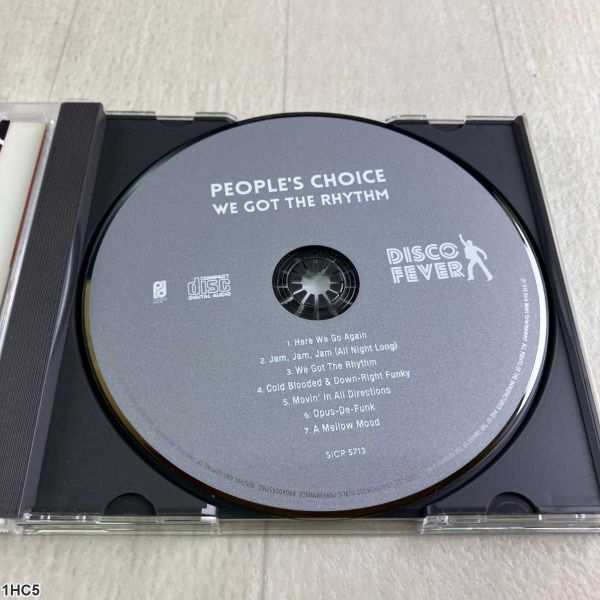 PEOPLE'S CHOICE
WE GOT THE RHYTHM
DISCO
FEVER
COMPACT
disc
DIGITAL AUDIO
1. Here We Go Again
2. Jam, Jam, Jam (All Night Long)
3. We Got The Rhythm
4. Cold Blooded & Down-Right Funky
5. Movin' in All Directions
6. Opus-De-Funk
7. A Mellow Mood
SICP 5713
1HC5